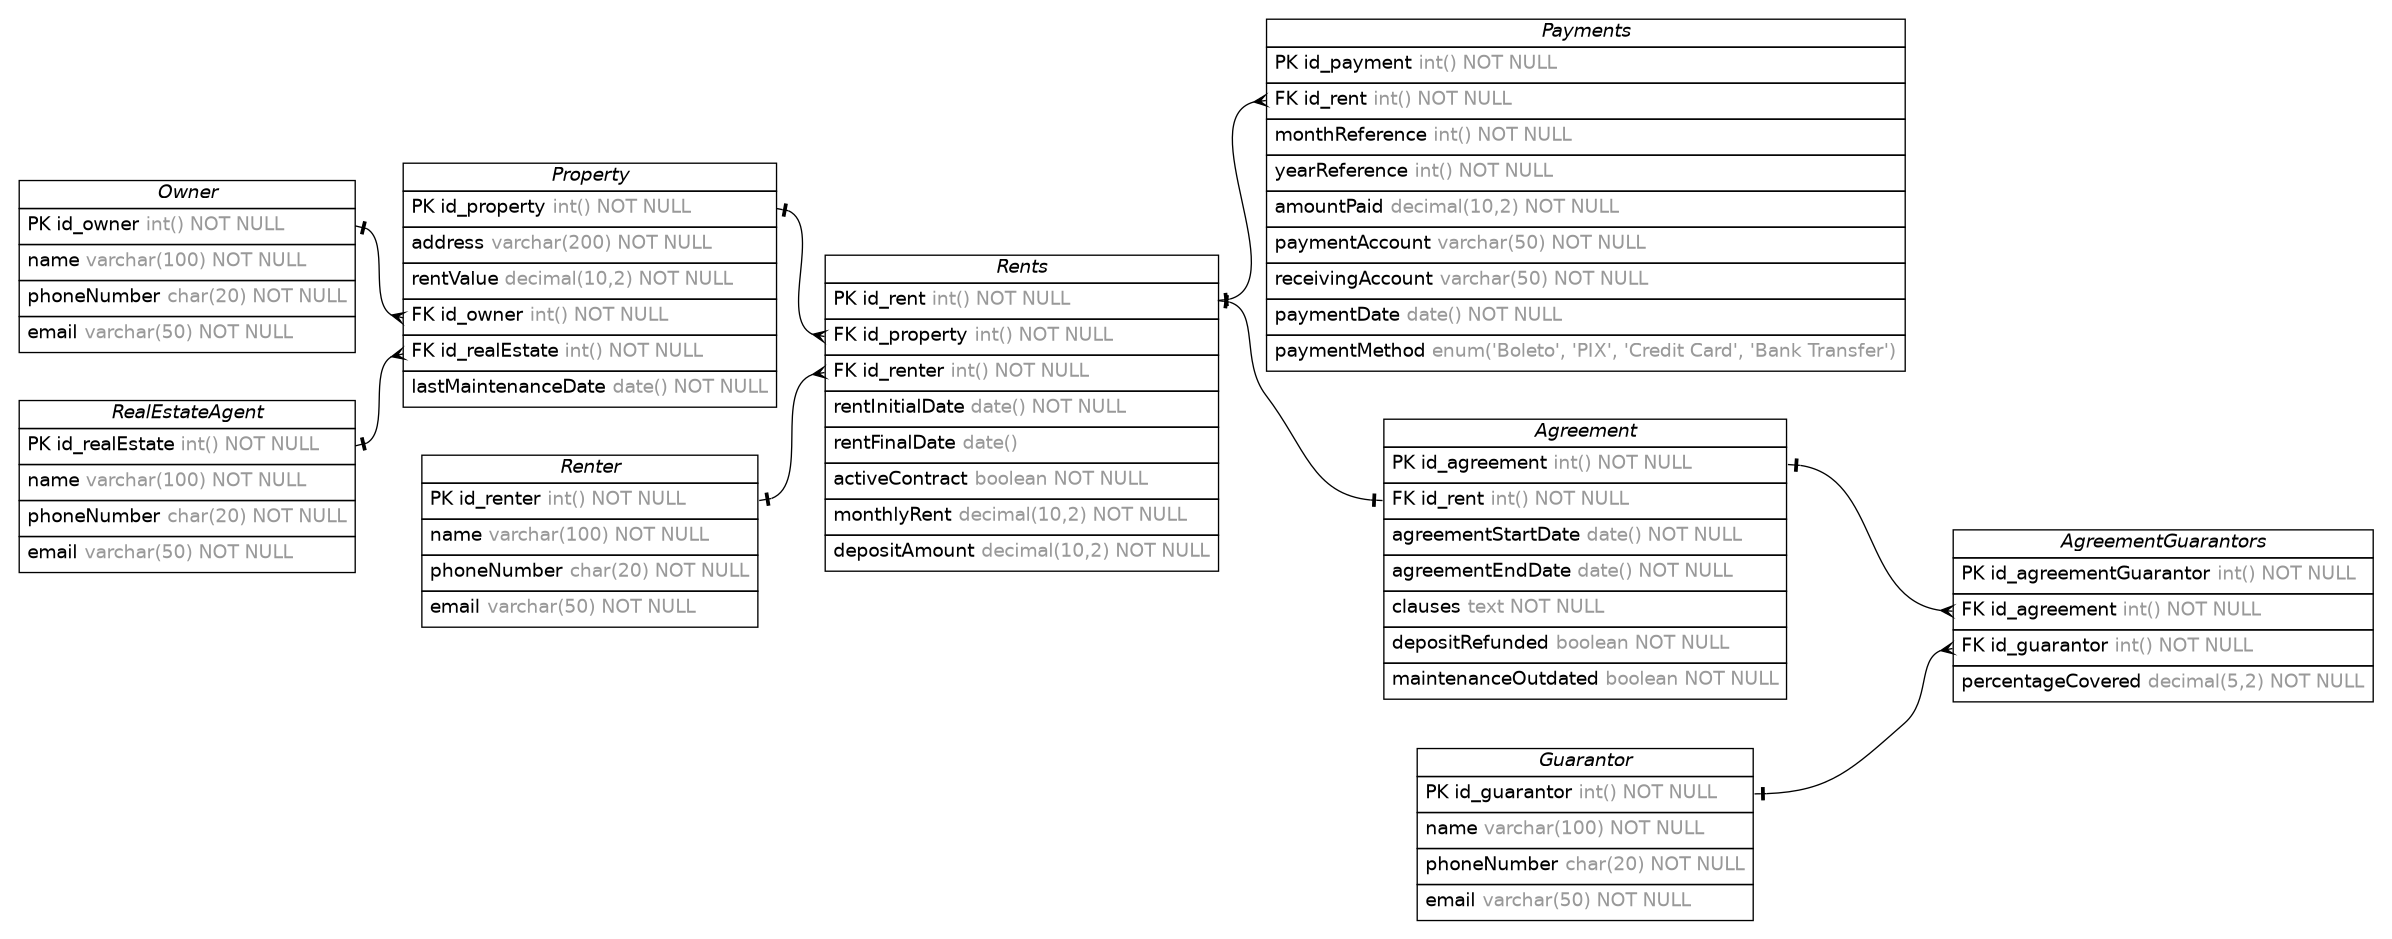 Owner
PK id_owner int() NOT NULL
name varchar(100) NOT NULL
phoneNumber char(20) NOT NULL
email varchar(50) NOT NULL
RealEstateAgent
PK id_realEstate int() NOT NULL
name varchar(100) NOT NULL
phoneNumber char(20) NOT NULL
email varchar(50) NOT NULL
Property
PK id_property int() NOT NULL
address varchar(200) NOT NULL
rentValue decimal(10,2) NOT NULL
FK id_owner int() NOT NULL
FK id_realEstate int() NOT NULL
lastMaintenanceDate date() NOT NULL
Renter
PK id_renter int() NOT NULL
name varchar(100) NOT NULL
phoneNumber char(20) NOT NULL
email varchar(50) NOT NULL
Rents
PK id_rent int() NOT NULL
FK id_property int() NOT NULL
FK id_renter int() NOT NULL
rentInitialDate date() NOT NULL
rentFinalDate date()
activeContract boolean NOT NULL
monthlyRent decimal(10,2) NOT NULL
depositAmount decimal(10,2) NOT NULL
Payments
PK id_payment int() NOT NULL
FK id_rent int() NOT NULL
monthReference int() NOT NULL
yearReference int() NOT NULL
amountPaid decimal(10,2) NOT NULL
paymentAccount varchar(50) NOT NULL
receivingAccount varchar(50) NOT NULL
paymentDate date() NOT NULL
paymentMethod enum('Boleto', 'PIX', 'Credit Card', 'Bank Transfer')
Agreement
PK id_agreement int() NOT NULL
FK id_rent int() NOT NULL
agreementStartDate date() NOT NULL
agreementEndDate date() NOT NULL
clauses text NOT NULL
depositRefunded boolean NOT NULL
maintenanceOutdated boolean NOT NULL
Guarantor
PK id_guarantor int() NOT NULL
name varchar(100) NOT NULL
phoneNumber char(20) NOT NULL
email varchar(50) NOT NULL
AgreementGuarantors
PK id_agreementGuarantor int() NOT NULL
FK id_agreement int() NOT NULL
FK id_guarantor int() NOT NULL
percentageCovered decimal(5,2) NOT NULL